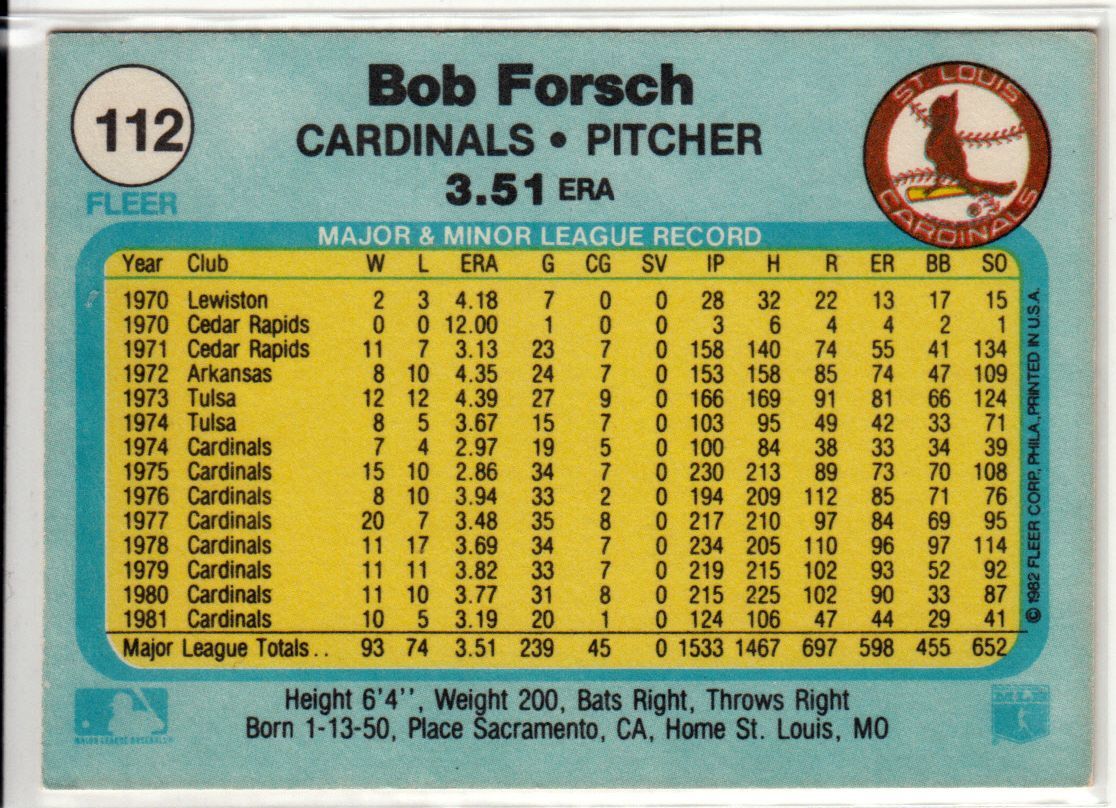 112
FLEER
Bob Forsch
CARDINALS • PITCHER
3.51 ERA
ST. LOUIS
CARDINALS
MAJOR & MINOR LEAGUE RECORD
Year Club W L ERA G CG SV IP H R ER BB SO
1970 Lewiston 2 3 4.18 7 0 0 28 32 22 13 17 15
1970 Cedar Rapids 0 0 12.00 1 0 0 3 6 4 4 2 1
1971 Cedar Rapids 11 7 3.13 23 7 0 158 140 74 55 41 134
1972 Arkansas 8 10 4.35 24 7 0 153 158 85 74 47 109
1973 Tulsa 12 12 4.39 27 9 0 166 169 91 81 66 124
1974 Tulsa 8 5 3.67 15 7 0 103 95 49 42 33 71
1974 Cardinals 7 4 2.97 19 5 0 100 84 38 33 34 39
1975 Cardinals 15 10 2.86 34 7 0 230 213 89 73 70 108
1976 Cardinals 8 10 3.94 33 2 0 194 209 112 85 71 76
1977 Cardinals 20 7 3.48 35 8 0 217 210 97 84 69 95
1978 Cardinals 11 17 3.69 34 7 0 234 205 110 96 97 114
1979 Cardinals 11 11 3.82 33 7 0 219 215 102 93 52 92
1980 Cardinals 11 10 3.77 31 8 0 215 225 102 90 33 87
1981 Cardinals 10 5 3.19 20 1 0 124 106 47 44 29 41
Major League Totals.. 93 74 3.51 239 45 0 1533 1467 697 598 455 652
© 1982 FLEER CORP., PHILA., PRINTED IN U.S.A.
Height 6'4'', Weight 200, Bats Right, Throws Right
Born 1-13-50, Place Sacramento, CA, Home St. Louis, MO
MAJOR LEAGUE BASEBALL